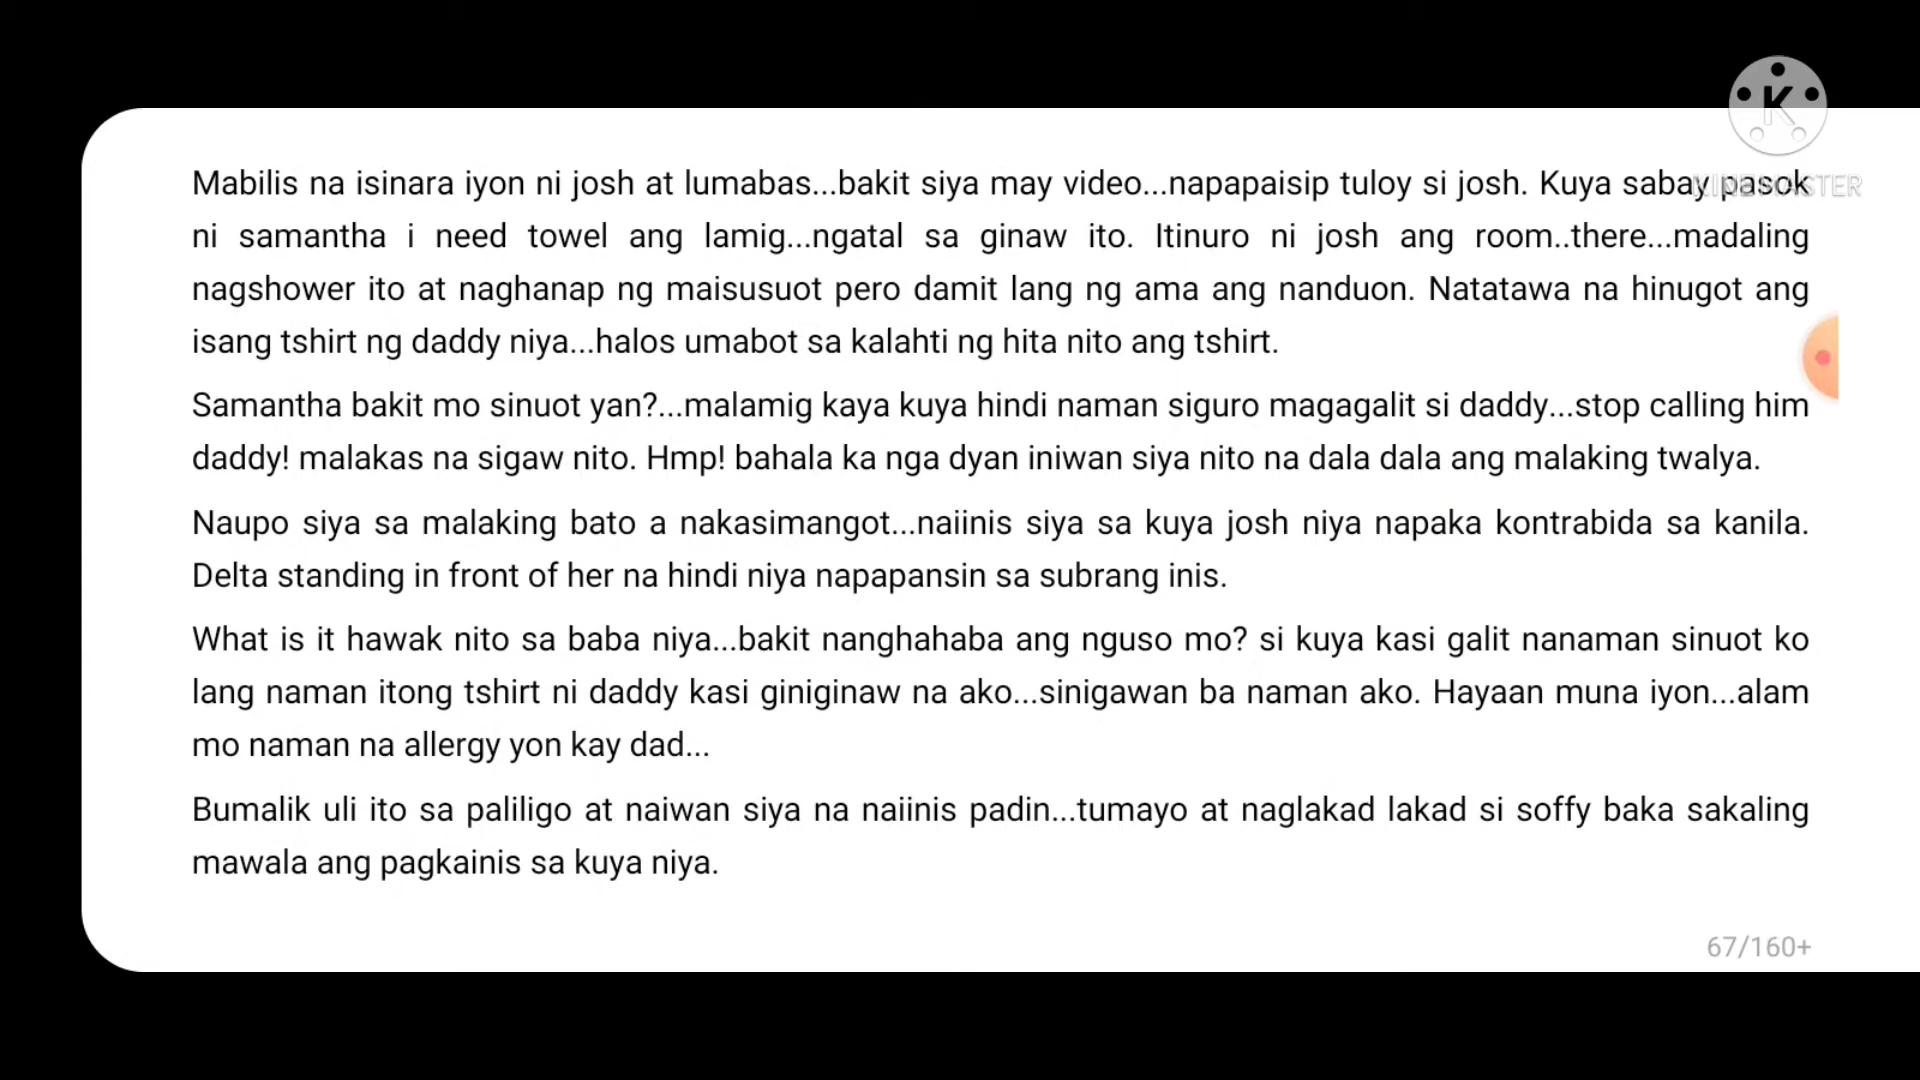 Mabilis na isinara iyon ni josh at lumabas...bakit siya may video...napapaisip tuloy si josh. Kuya sabay pasok
ni samantha i need towel ang lamig...ngatal sa ginaw ito. Itinuro ni josh ang room..there...madaling
nagshower ito at naghanap ng maisusuot pero damit lang ng ama ang nanduon. Natatawa na hinugot ang
isang tshirt ng daddy niya...halos umabot sa kalahti ng hita nito ang tshirt.
Samantha bakit mo sinuot yan?...malamig kaya kuya hindi naman siguro magagalit si daddy...stop calling him
daddy! malakas na sigaw nito. Hmp! bahala ka nga dyan iniwan siya nito na dala dala ang malaking twalya.
Naupo siya sa malaking bato a nakasimangot...naiinis siya sa kuya josh niya napaka kontrabida sa kanila.
Delta standing in front of her na hindi niya napapansin sa subrang inis.
What is it hawak nito sa baba niya...bakit nanghahaba ang nguso mo? si kuya kasi galit nanaman sinuot ko
lang naman itong tshirt ni daddy kasi giniginaw na ako...sinigawan ba naman ako. Hayaan muna iyon...alam
mo naman na allergy yon kay dad...
Bumalik uli ito sa paliligo at naiwan siya na naiinis padin...tumayo at naglakad lakad si soffy baka sakaling
mawala ang pagkainis sa kuya niya.
67/160+
K
KINEMASTER